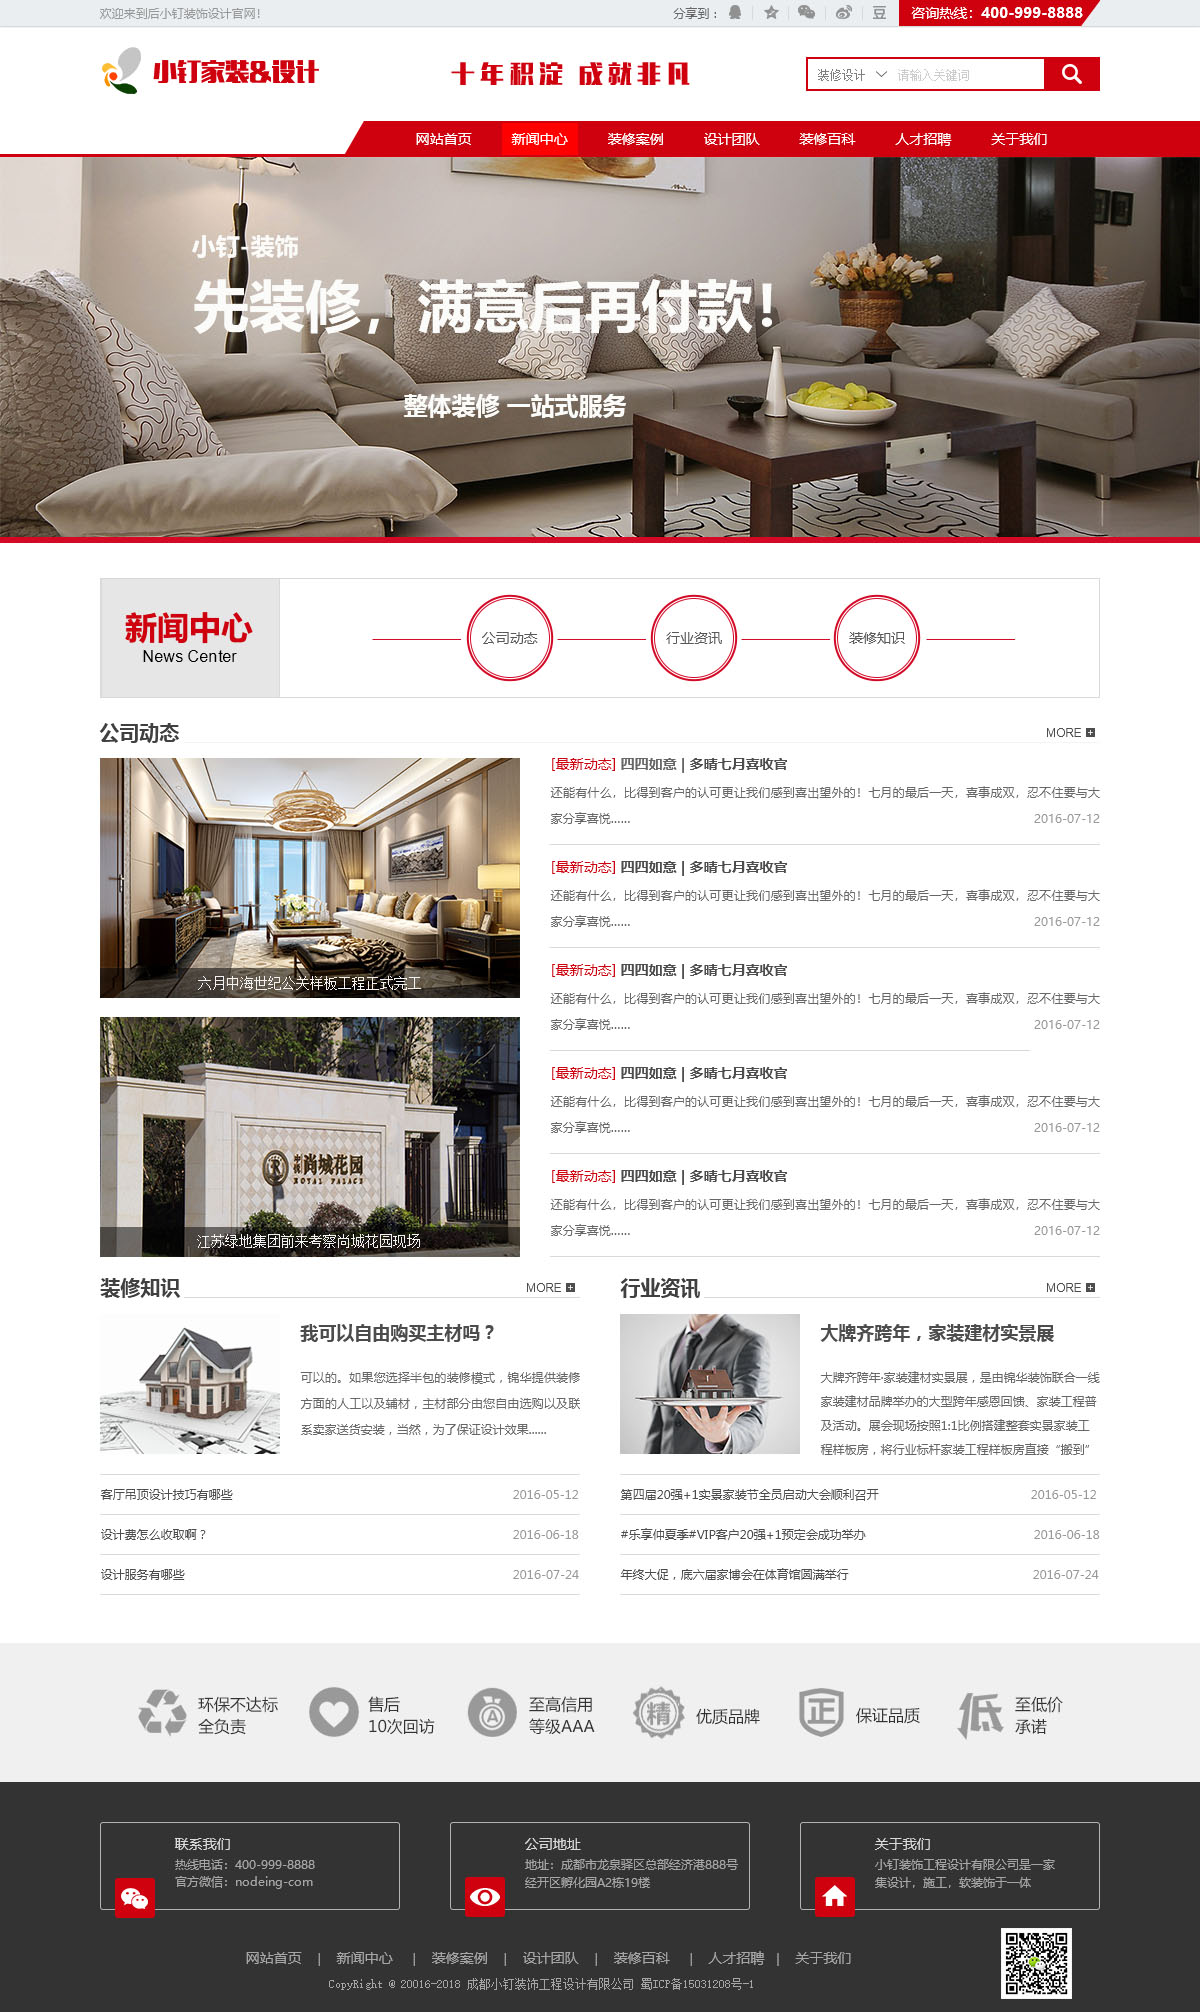 欢迎来到后小钉装饰设计官网!
分享到：
咨询热线：400-999-8888
小钉家装&设计
十年积淀 成就非凡
装修设计
请输入关键词
网站首页 新闻中心 装修案例 设计团队 装修百科 人才招聘 关于我们
小钉-装饰
先装修，满意后再付款！
整体装修 一站式服务
新闻中心
News Center
公司动态 行业资讯 装修知识
公司动态
MORE
六月中海世纪公关样板工程正式完工
尚城花园
ROYAL PALACE
江苏绿地集团前来考察尚城花园现场
[最新动态] 四四如意 | 多晴七月喜收官
还能有什么，比得到客户的认可更让我们感到喜出望外的！七月的最后一天，喜事成双，忍不住要与大
家分享喜悦...... 2016-07-12
[最新动态] 四四如意 | 多晴七月喜收官
还能有什么，比得到客户的认可更让我们感到喜出望外的！七月的最后一天，喜事成双，忍不住要与大
家分享喜悦...... 2016-07-12
[最新动态] 四四如意 | 多晴七月喜收官
还能有什么，比得到客户的认可更让我们感到喜出望外的！七月的最后一天，喜事成双，忍不住要与大
家分享喜悦...... 2016-07-12
[最新动态] 四四如意 | 多晴七月喜收官
还能有什么，比得到客户的认可更让我们感到喜出望外的！七月的最后一天，喜事成双，忍不住要与大
家分享喜悦...... 2016-07-12
[最新动态] 四四如意 | 多晴七月喜收官
还能有什么，比得到客户的认可更让我们感到喜出望外的！七月的最后一天，喜事成双，忍不住要与大
家分享喜悦...... 2016-07-12
装修知识
MORE
我可以自由购买主材吗？
可以的。如果您选择半包的装修模式，锦华提供装修
方面的人工以及辅材，主材部分由您自由选购以及联
系卖家送货安装，当然，为了保证设计效果......
客厅吊顶设计技巧有哪些 2016-05-12
设计费怎么收取啊？ 2016-06-18
设计服务有哪些 2016-07-24
行业资讯
MORE
大牌齐跨年，家装建材实景展
大牌齐跨年·家装建材实景展，是由锦华装饰联合一线
家装建材品牌举办的大型跨年感恩回馈、家装工程普
及活动。展会现场按照1:1比例搭建整套实景家装工
程样板房，将行业标杆家装工程样板房直接“搬到”
第四届20强+1实景家装节全员启动大会顺利召开 2016-05-12
#乐享仲夏季#VIP客户20强+1预定会成功举办 2016-06-18
年终大促，底六届家博会在体育馆圆满举行 2016-07-24
环保不达标
全负责
售后
10次回访
A
至高信用
等级AAA
精
优质品牌
正
保证品质
低
至低价
承诺
联系我们
热线电话：400-999-8888
官方微信：nodeing-com
公司地址
地址：成都市龙泉驿区总部经济港888号
经开区孵化园A2栋19楼
关于我们
小钉装饰工程设计有限公司是一家
集设计，施工，软装饰于一体
网站首页 | 新闻中心 | 装修案例 | 设计团队 | 装修百科 | 人才招聘 | 关于我们
CopyRight @ 20016-2018 成都小钉装饰工程设计有限公司 蜀ICP备15031208号-1